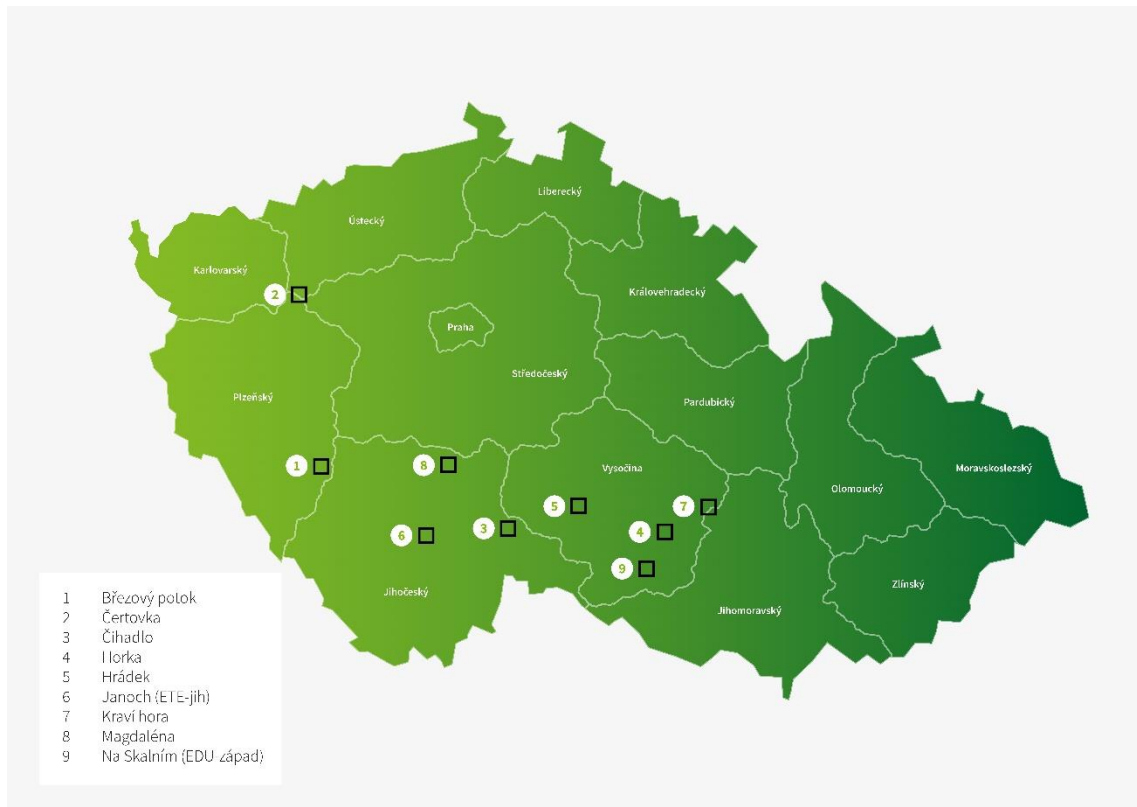 Liberecký
Ústecký
Karlovarský
2
Královehradecký
Praha
Středočeský
Plzeňský
Pardubický
1
8
Vysočina
Moravskoslezský
Olomoucký
5
7
3
4
6
9
Zlínský
Jihočeský
Jihomoravský
1 Březový potok
2 Čertovka
3 Čihadlo
4 Horka
5 Hrádek
6 Janoch (ETE-jih)
7 Kraví hora
8 Magdaléna
9 Na Skalním (EDU západ)